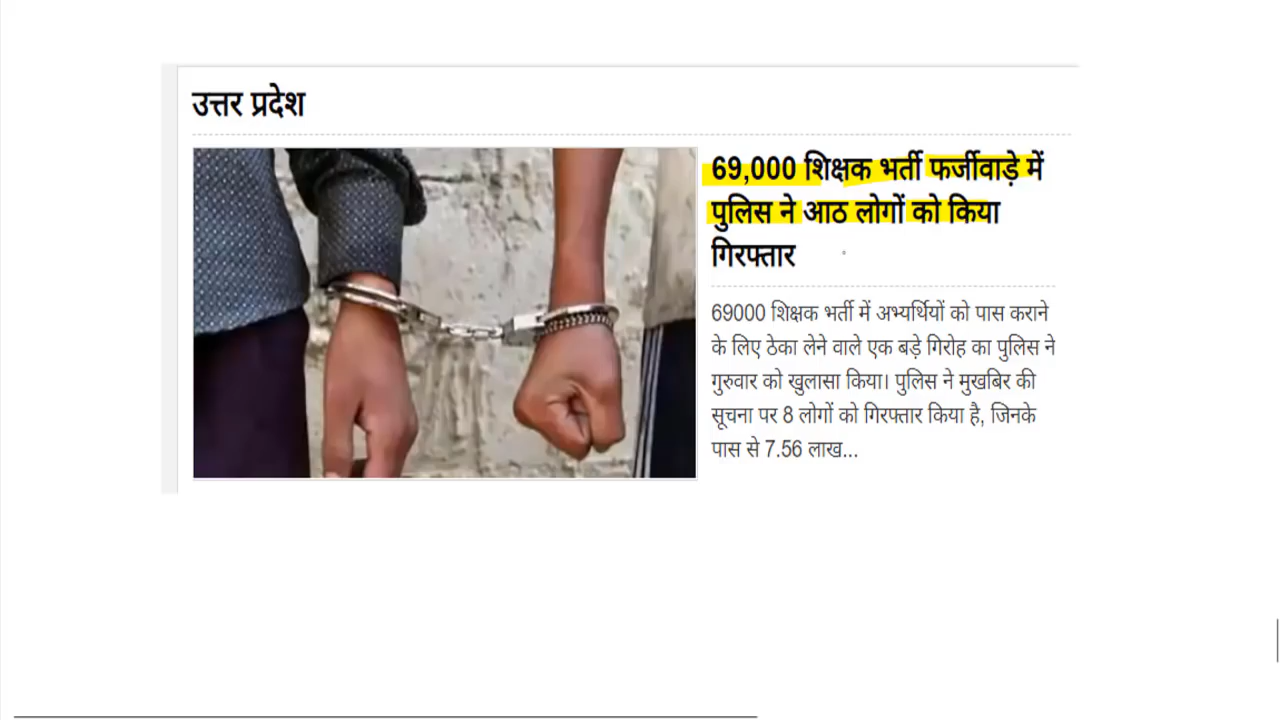 उत्तर प्रदेश
69,000 शिक्षक भर्ती फर्जीवाड़े में
पुलिस ने आठ लोगों को किया
गिरफ्तार
69000 शिक्षक भर्ती में अभ्यर्थियों को पास कराने
के लिए ठेका लेने वाले एक बड़े गिरोह का पुलिस ने
गुरुवार को खुलासा किया। पुलिस ने मुखबिर की
सूचना पर 8 लोगों को गिरफ्तार किया है, जिनके
पास से 7.56 लाख...